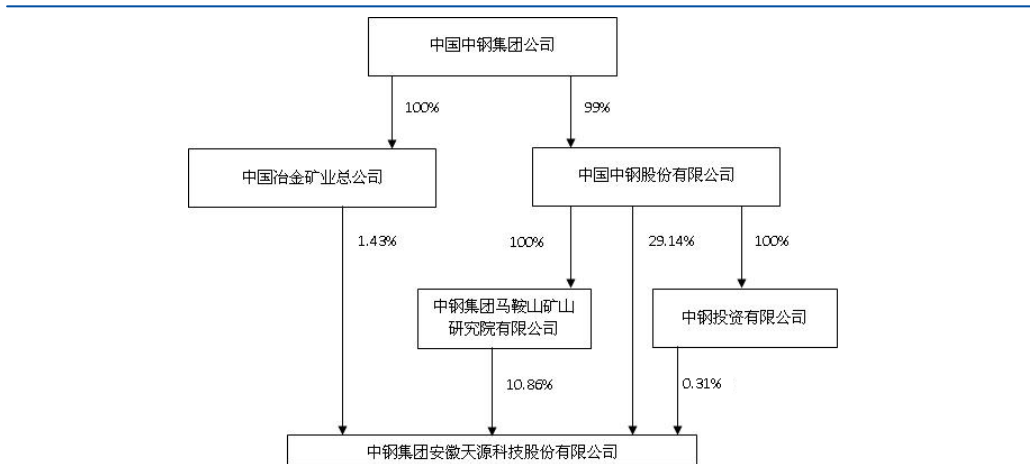 中国中钢集团公司
100%
99%
中国冶金矿业总公司
中国中钢股份有限公司
1.43%
100%
29.14%
100%
中钢集团马鞍山矿山
研究院有限公司
中钢投资有限公司
10.86%
0.31%
中钢集团安徽天源科技股份有限公司